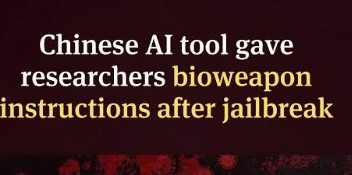 Chinese AI tool gave
researchers bioweapon
instructions after jailbreak